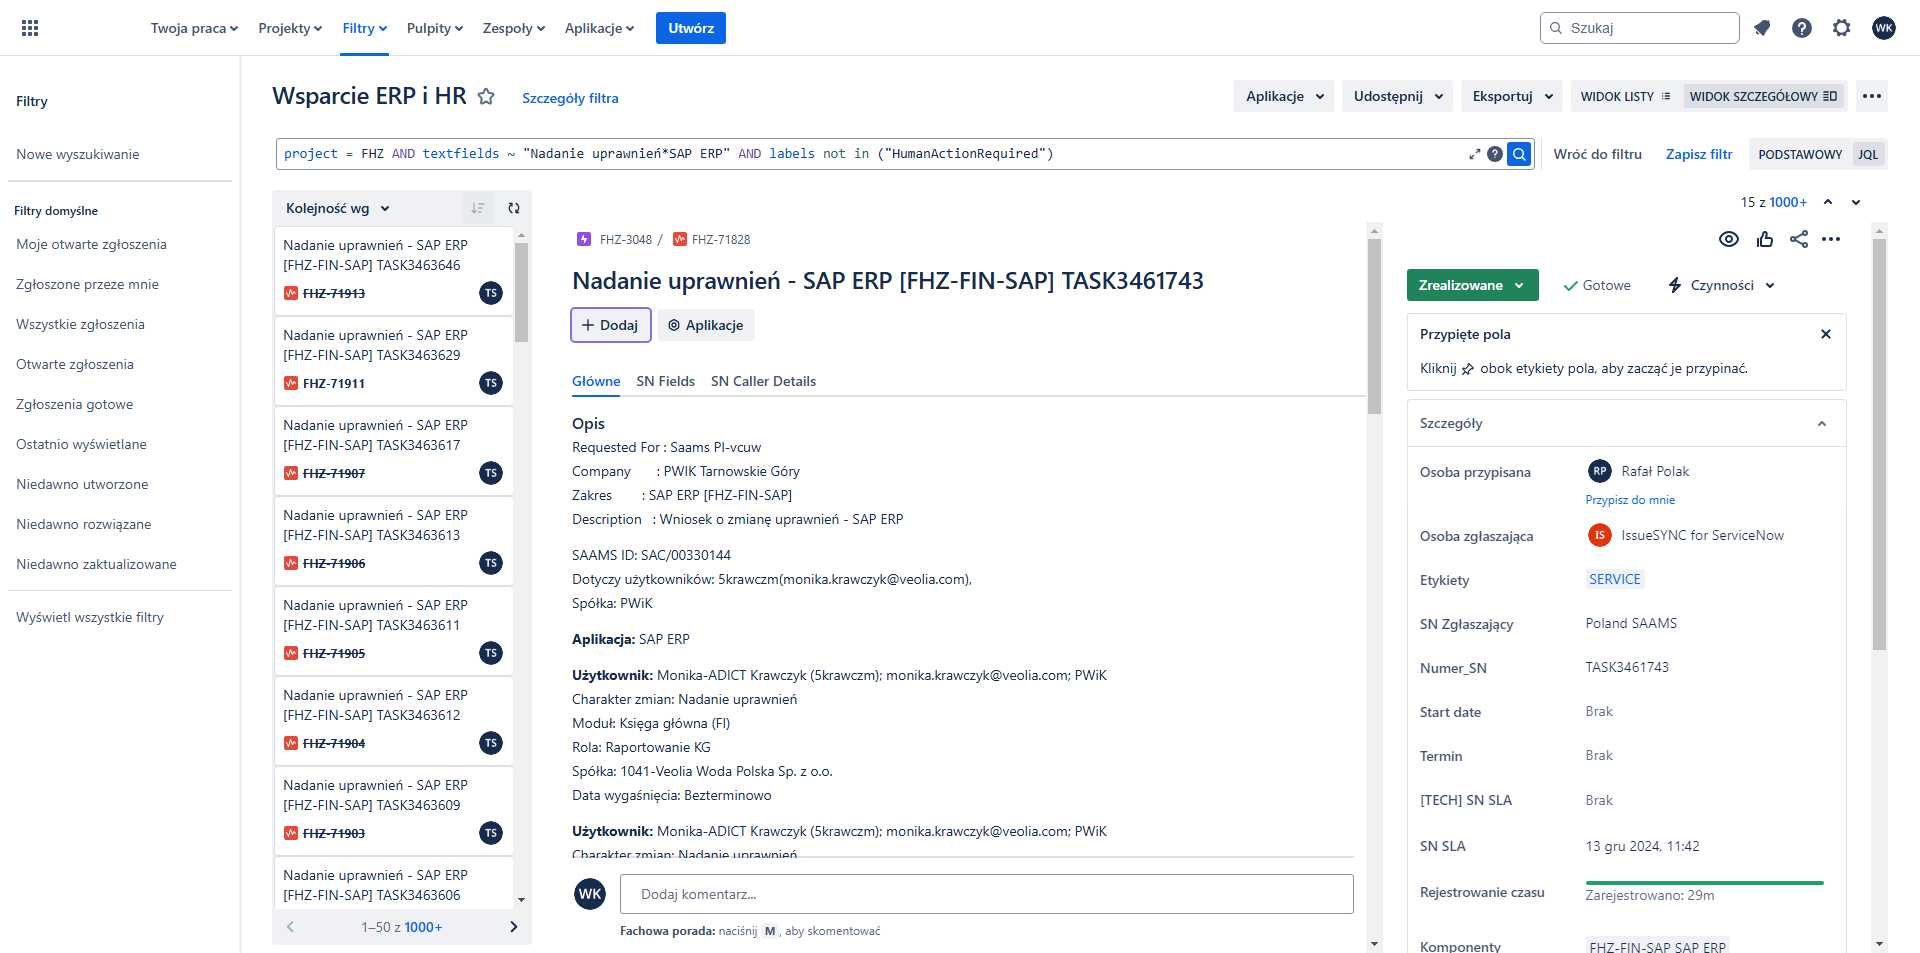 Twoja praca
Projekty
Filtry
Pulpity
Zespoły
Aplikacje
Utwórz
Szukaj
WK
Filtry
Nowe wyszukiwanie
Filtry domyślne
Moje otwarte zgłoszenia
Zgłoszone przeze mnie
Wszystkie zgłoszenia
Otwarte zgłoszenia
Zgłoszenia gotowe
Ostatnio wyświetlane
Niedawno utworzone
Niedawno rozwiązane
Niedawno zaktualizowane
Wyświetl wszystkie filtry
Wsparcie ERP i HR
Szczegóły filtra
Aplikacje
Udostępnij
Eksportuj
WIDOK LISTY
WIDOK SZCZEGÓŁOWY
project = FHZ AND textfields ~ "Nadanie uprawnień*SAP ERP" AND labels not in ("HumanActionRequired")
Wróć do filtru
Zapisz filtr
PODSTAWOWY
JQL
Kolejność wg
Nadanie uprawnień - SAP ERP
[FHZ-FIN-SAP] TASK3463646
FHZ-71913
TS
Nadanie uprawnień - SAP ERP
[FHZ-FIN-SAP] TASK3463629
FHZ-71911
TS
Nadanie uprawnień - SAP ERP
[FHZ-FIN-SAP] TASK3463617
FHZ-71907
TS
Nadanie uprawnień - SAP ERP
[FHZ-FIN-SAP] TASK3463613
FHZ-71906
TS
Nadanie uprawnień - SAP ERP
[FHZ-FIN-SAP] TASK3463611
FHZ-71905
TS
Nadanie uprawnień - SAP ERP
[FHZ-FIN-SAP] TASK3463612
FHZ-71904
TS
Nadanie uprawnień - SAP ERP
[FHZ-FIN-SAP] TASK3463609
FHZ-71903
TS
Nadanie uprawnień - SAP ERP
[FHZ-FIN-SAP] TASK3463606
1–50 z 1000+
15 z 1000+
FHZ-3048 / FHZ-71828
Nadanie uprawnień - SAP ERP [FHZ-FIN-SAP] TASK3461743
Dodaj
Aplikacje
Główne
SN Fields
SN Caller Details
Opis
Requested For : Saams Pl-vcuw
Company : PWIK Tarnowskie Góry
Zakres : SAP ERP [FHZ-FIN-SAP]
Description : Wniosek o zmianę uprawnień - SAP ERP
SAAMS ID: SAC/00330144
Dotyczy użytkowników: 5krawczm(monika.krawczyk@veolia.com),
Spółka: PWiK
Aplikacja: SAP ERP
Użytkownik: Monika-ADICT Krawczyk (5krawczm); monika.krawczyk@veolia.com; PWiK
Charakter zmian: Nadanie uprawnień
Moduł: Księga główna (FI)
Rola: Raportowanie KG
Spółka: 1041-Veolia Woda Polska Sp. z o.o.
Data wygaśnięcia: Bezterminowo
Użytkownik: Monika-ADICT Krawczyk (5krawczm); monika.krawczyk@veolia.com; PWiK
Charakter zmian: Nadanie uprawnień
WK
Dodaj komentarz...
Fachowa porada: naciśnij M, aby skomentować
Zrealizowane
Gotowe
Czynności
Przypięte pola
Kliknij obok etykiety pola, aby zacząć je przypinać.
Szczegóły
Osoba przypisana
RP Rafał Polak
Przypisz do mnie
Osoba zgłaszająca
IS IssueSYNC for ServiceNow
Etykiety
SERVICE
SN Zgłaszający
Poland SAAMS
Numer_SN
TASK3461743
Start date
Brak
Termin
Brak
[TECH] SN SLA
Brak
SN SLA
13 gru 2024, 11:42
Rejestrowanie czasu
Zarejestrowano: 29m
Komponenty
FHZ-FIN-SAP SAP ERP